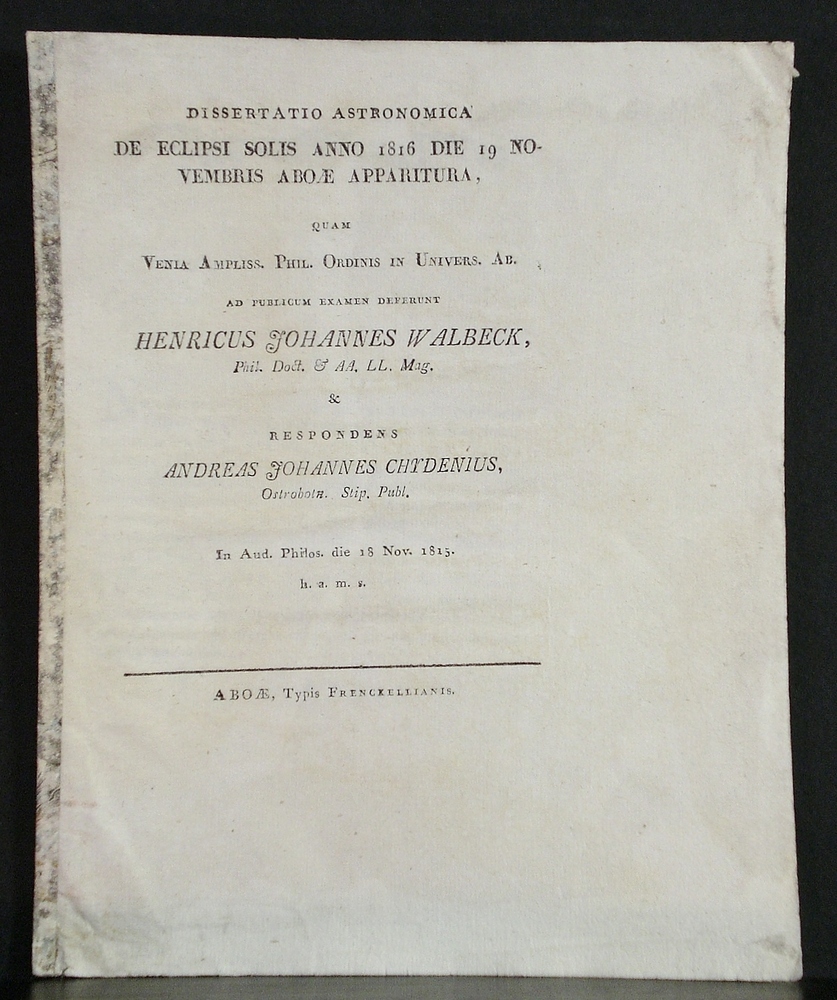 DISSERTATIO ASTRONOMICA
DE ECLIPSI SOLIS ANNO 1816 DIE 19 NO-
VEMBRIS ABOÆ APPARITURA,
QUAM
VENIA AMPLISS. PHIL. ORDINIS IN UNIVERS. AB.
AD PUBLICUM EXAMEN DEFERUNT
HENRICUS JOHANNES WALBECK,
Phil. Doct. & AA. LL. Mag.
&
RESPONDENS
ANDREAS JOHANNES CHYDENIUS,
Ostrobotn. Stip. Publ.
In Aud. Philos. die 18 Nov. 1815.
h. a. m. s.
ABOÆ, Typis FRENCKELLIANIS.